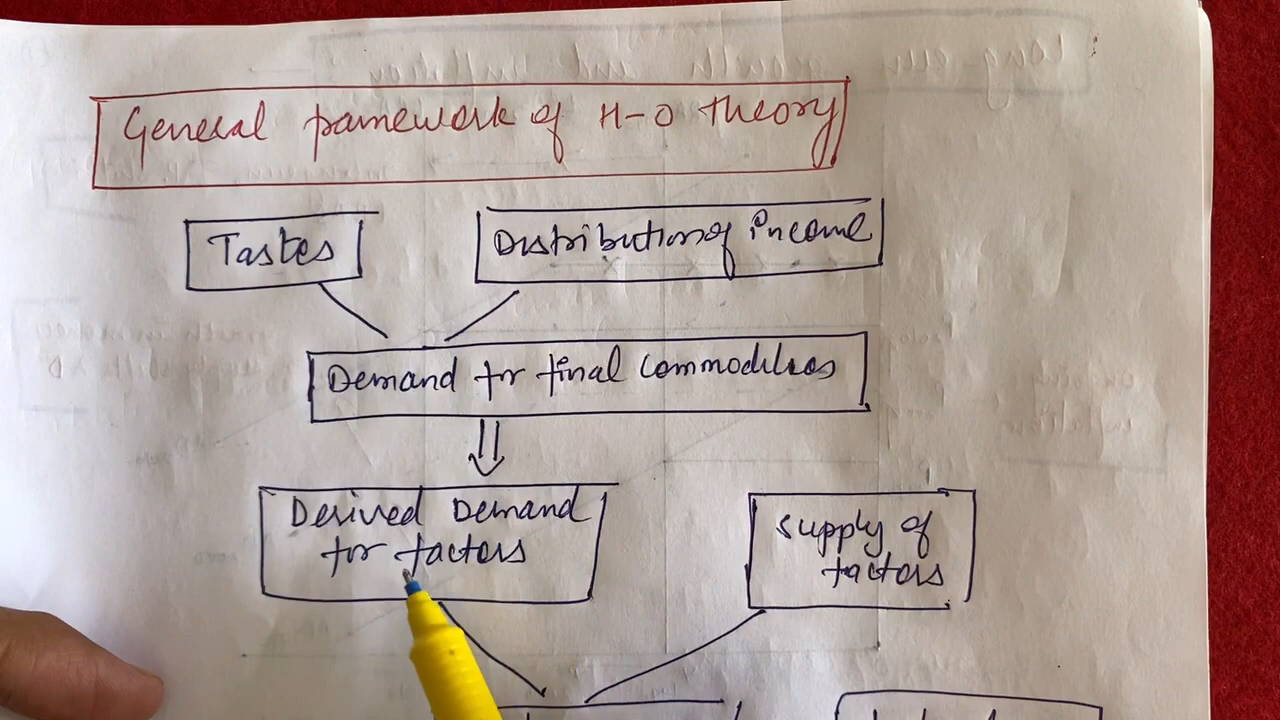 General framework of H-O theory
Tastes
Distribution of income
Demand for final commodities
Derived Demand
for factors
Supply of
factors